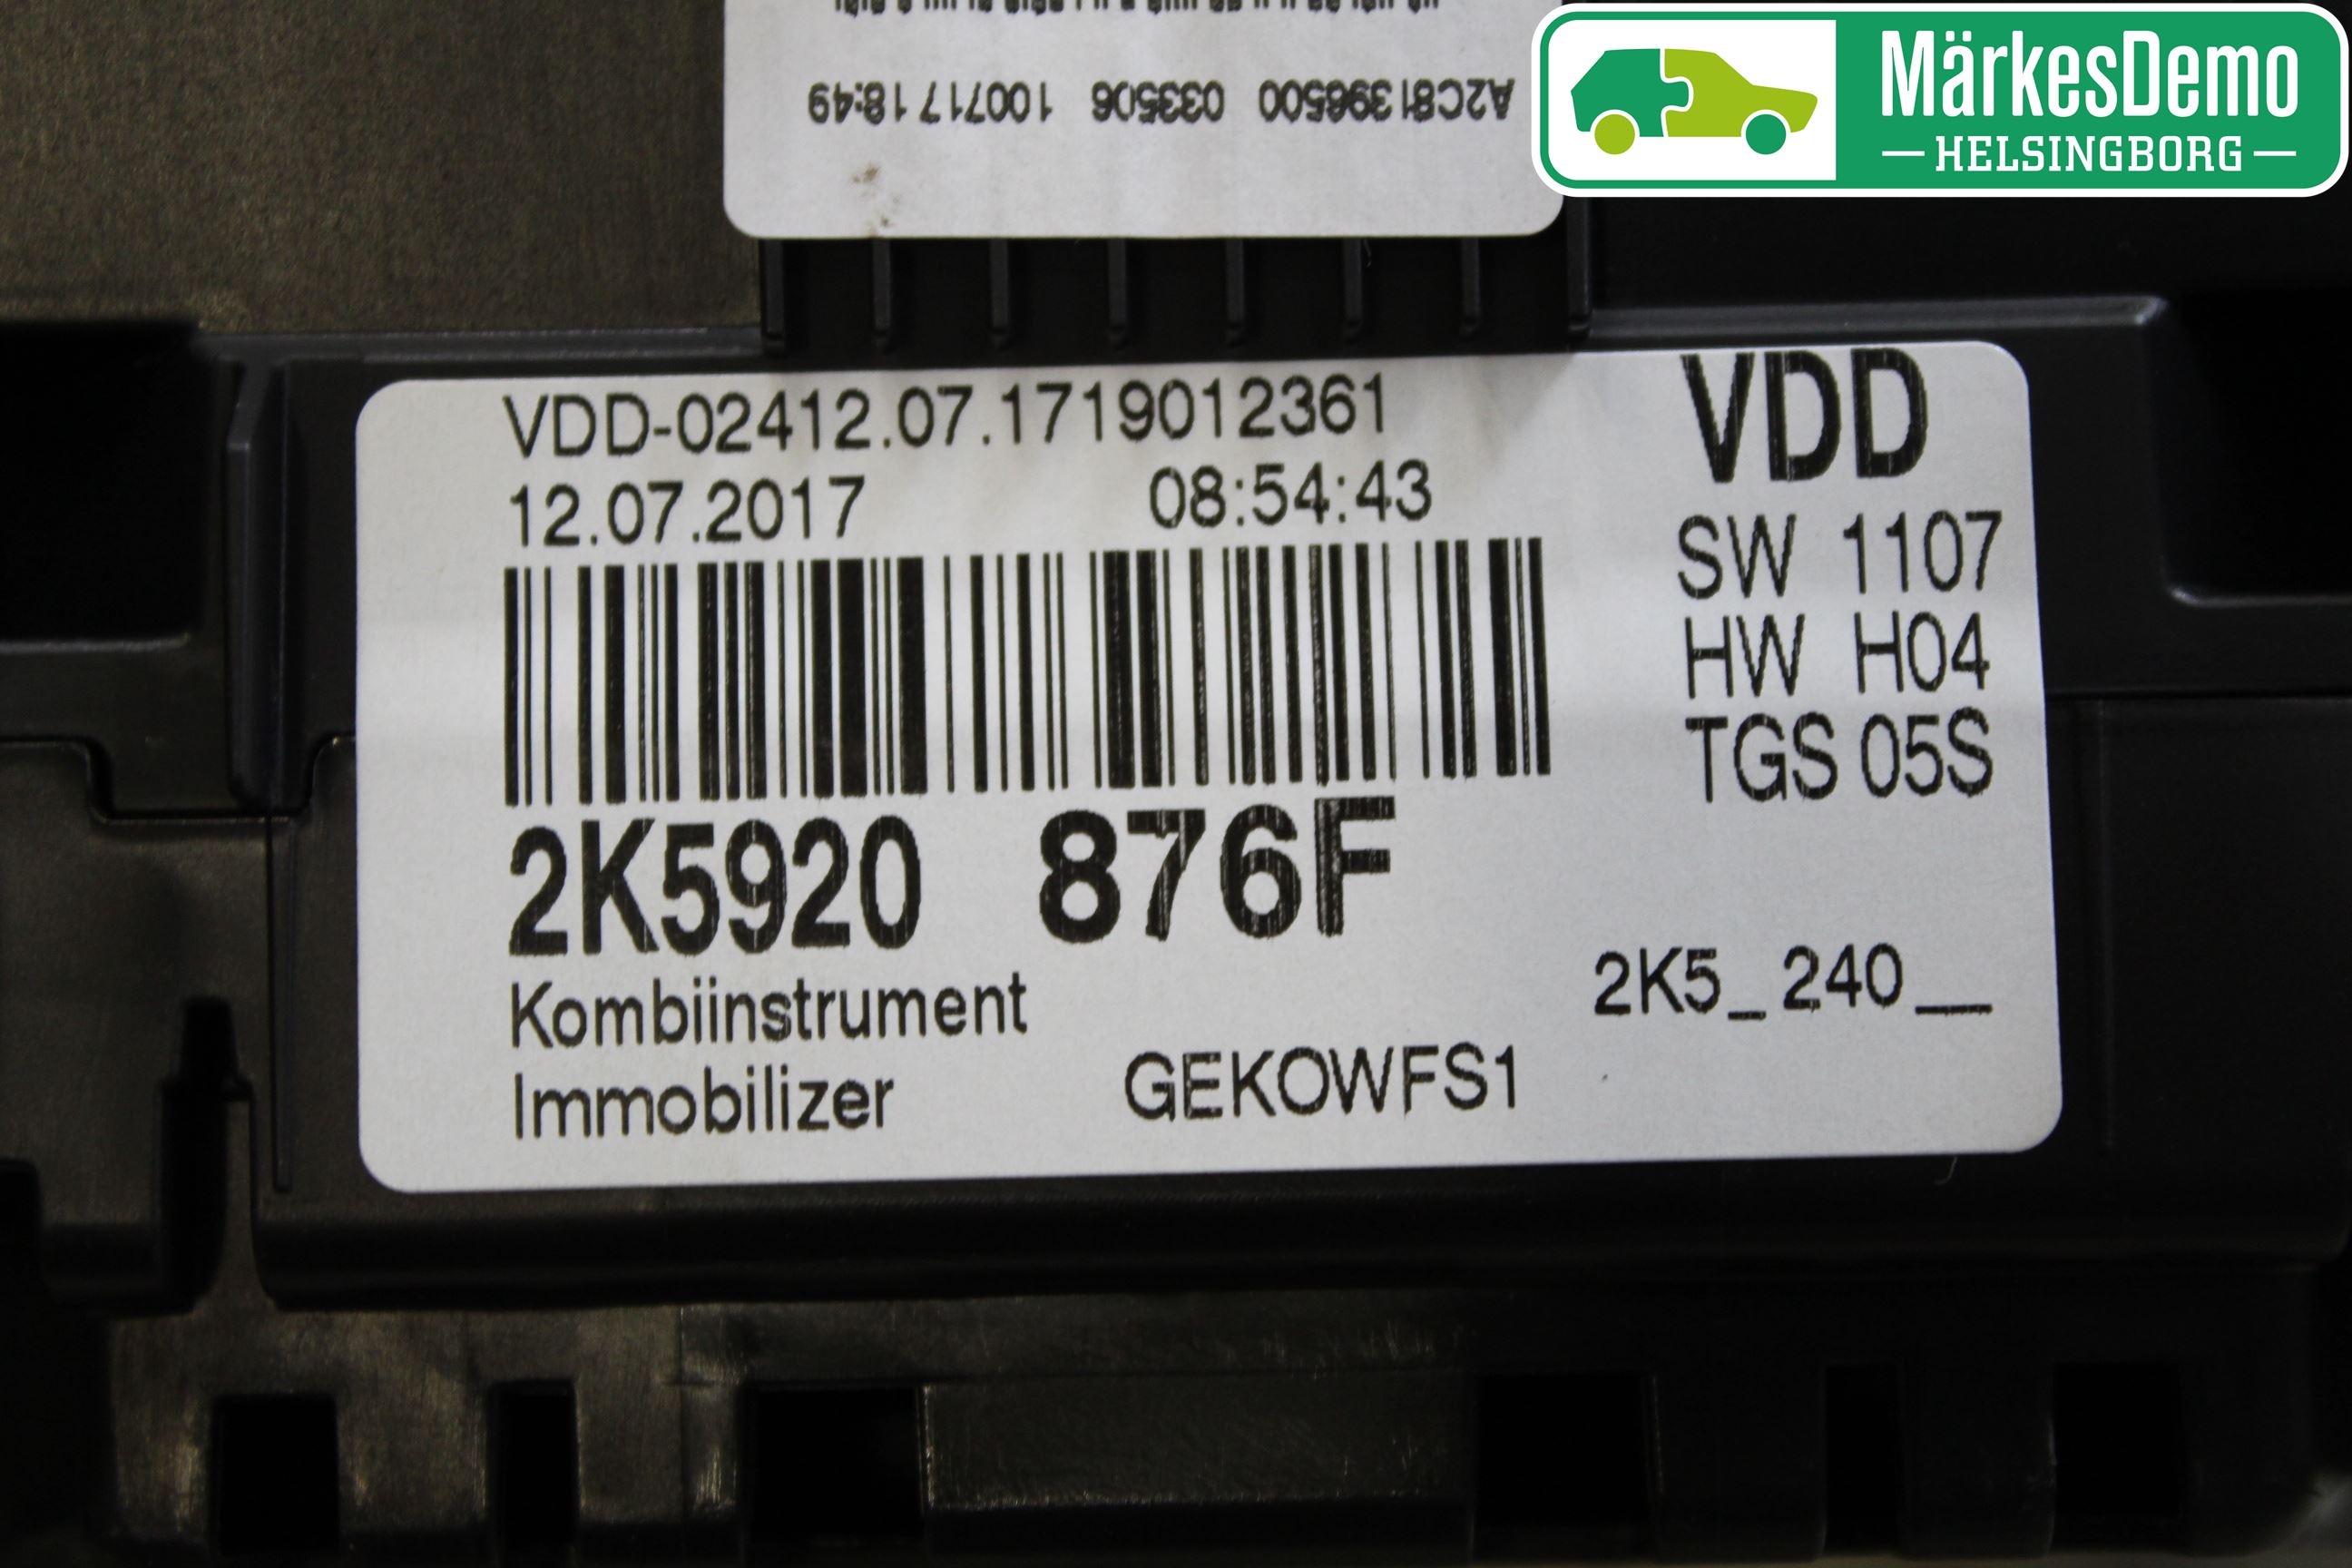 A2C81396500 033506 100717 18:49
MärkesDemo
HELSINGBORG
VDD-02412.07.1719012361
12.07.2017 08:54:43
VDD
SW 1107
HW H04
TGS 05S
2K5920 876F
Kombiinstrument
2K5_240__
Immobilizer GEKOWFS1